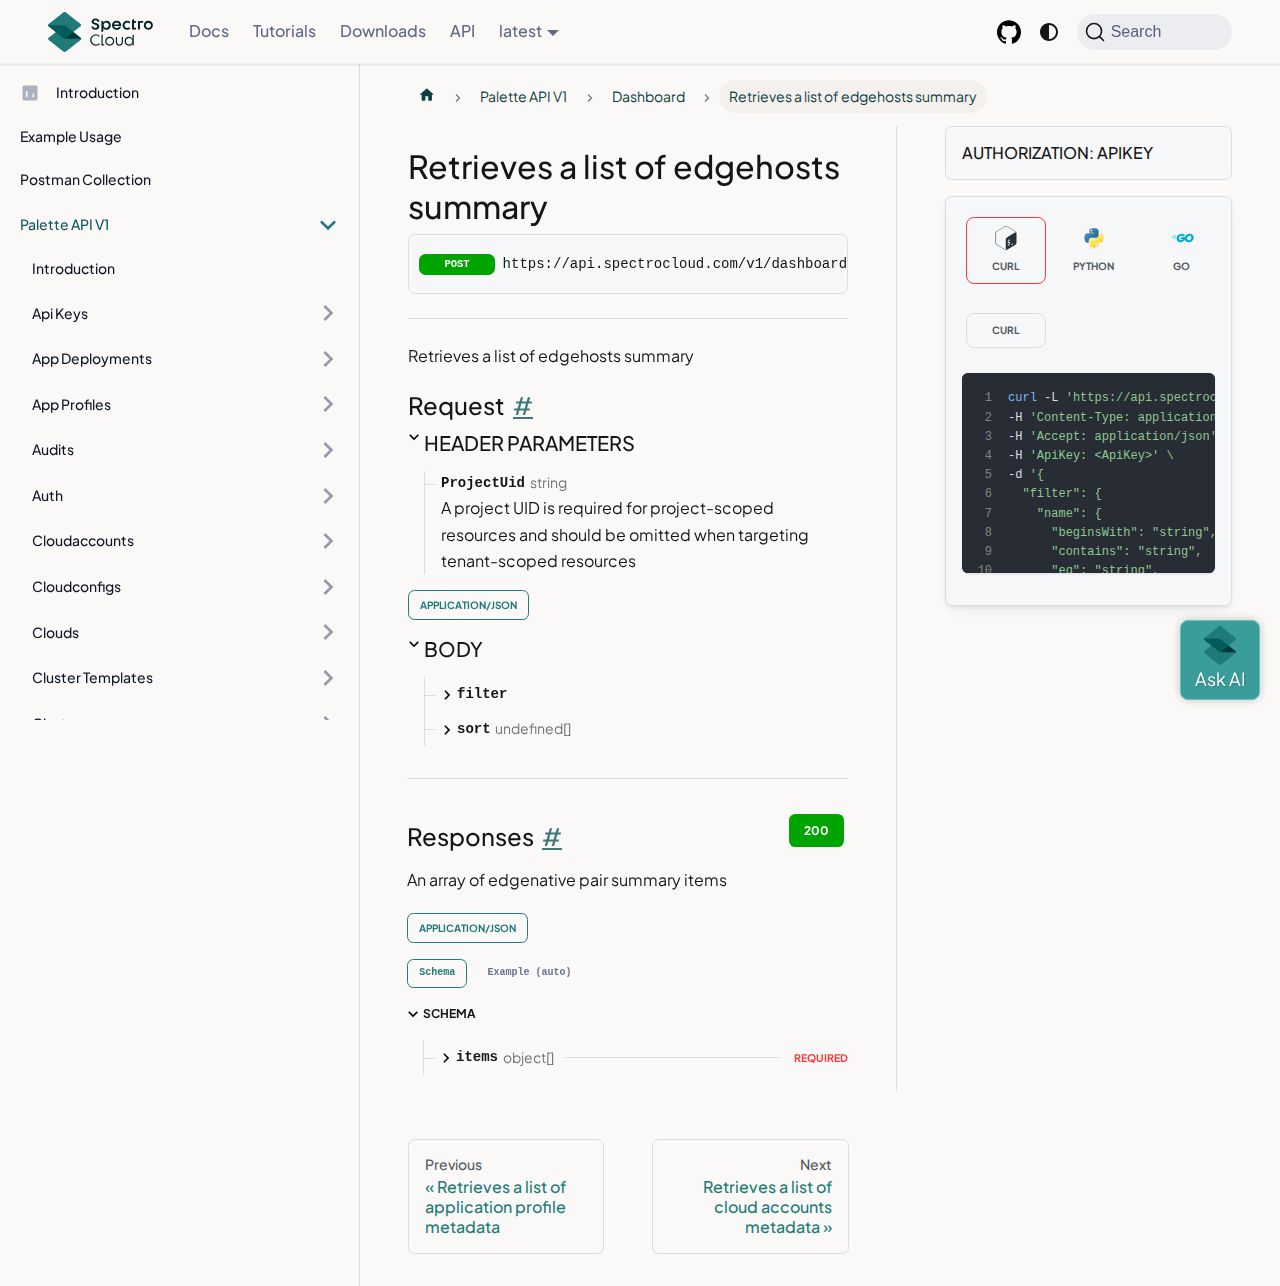 Spectro
Cloud
Docs
Tutorials
Downloads
API
latest
Search
Introduction
Example Usage
Postman Collection
Palette API V1
Introduction
Api Keys
App Deployments
App Profiles
Audits
Auth
Cloudaccounts
Cloudconfigs
Clouds
Cluster Templates
Palette API V1
Dashboard
Retrieves a list of edgehosts summary
Retrieves a list of edgehosts
summary
POST https://api.spectrocloud.com/v1/dashboard
Retrieves a list of edgehosts summary
Request #
HEADER PARAMETERS
ProjectUid string
A project UID is required for project-scoped
resources and should be omitted when targeting
tenant-scoped resources
APPLICATION/JSON
BODY
filter
sort undefined[]
Responses #
200
An array of edgenative pair summary items
APPLICATION/JSON
Schema
Example (auto)
SCHEMA
items object[]
REQUIRED
Previous
« Retrieves a list of
application profile
metadata
Next
Retrieves a list of
cloud accounts
metadata »
AUTHORIZATION: APIKEY
CURL
PYTHON
GO
CURL
1 curl -L 'https://api.spectroc
2 -H 'Content-Type: application
3 -H 'Accept: application/json'
4 -H 'ApiKey: <ApiKey>' \
5 -d '{
6 "filter": {
7 "name": {
8 "beginsWith": "string",
9 "contains": "string",
10 "eq": "string",
Ask AI